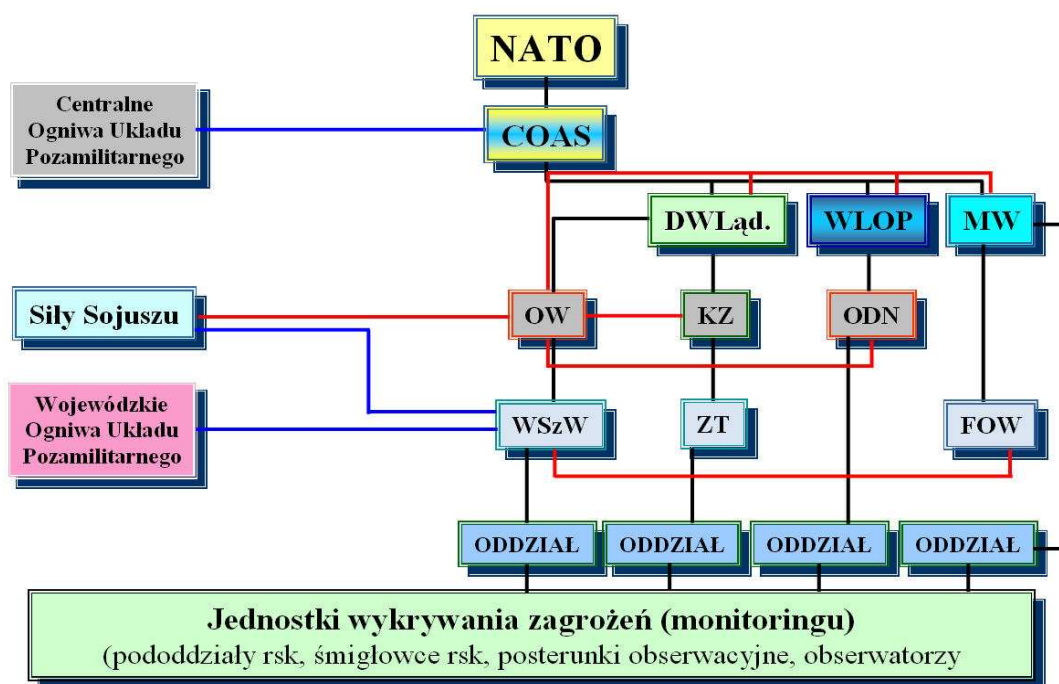 NATO
Centralne
Ogniwa Układu
Pozamilitarnego
COAS
DWLąd.
WLOP
MW
Siły Sojuszu
OW
KZ
ODN
Wojewódzkie
Ogniwa Układu
Pozamilitarnego
WSzW
ZT
FOW
ODDZIAŁ
ODDZIAŁ
ODDZIAŁ
ODDZIAŁ
Jednostki wykrywania zagrożeń (monitoringu)
(pododdziały rsk, śmigłowce rsk, posterunki obserwacyjne, obserwatorzy